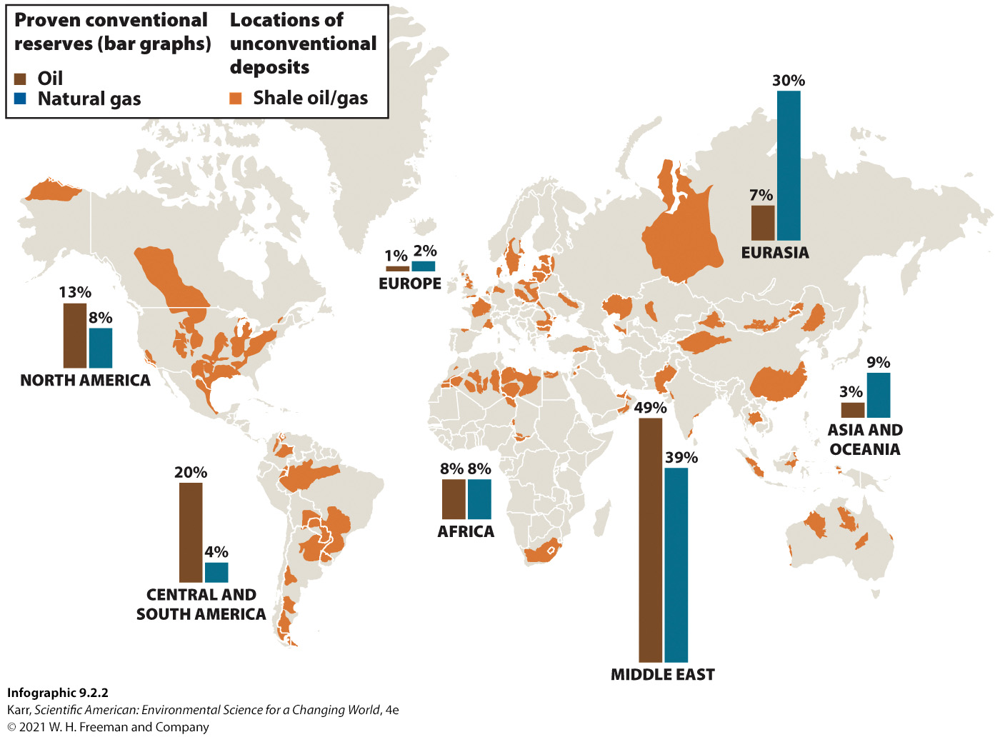 Proven conventional
reserves (bar graphs)
Oil
Natural gas
Locations of
unconventional
deposits
Shale oil/gas
30%
7%
EURASIA
1% 2%
EUROPE
13%
8%
NORTH AMERICA
9%
3%
ASIA AND
OCEANIA
49%
39%
MIDDLE EAST
8% 8%
AFRICA
20%
4%
CENTRAL AND
SOUTH AMERICA
Infographic 9.2.2
Karr, Scientific American: Environmental Science for a Changing World, 4e
© 2021 W. H. Freeman and Company